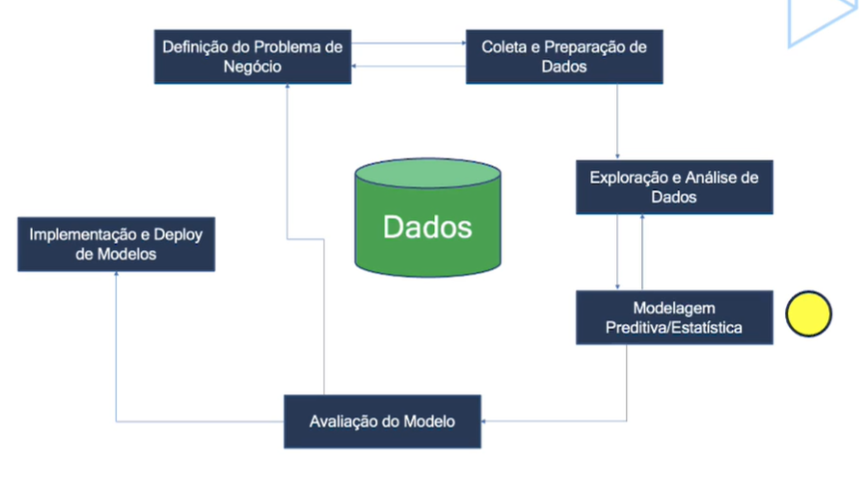 Definição do Problema de
Negócio
Coleta e Preparação de
Dados
Exploração e Análise de
Dados
Dados
Implementação e Deploy
de Modelos
Modelagem
Preditiva/Estatística
Avaliação do Modelo